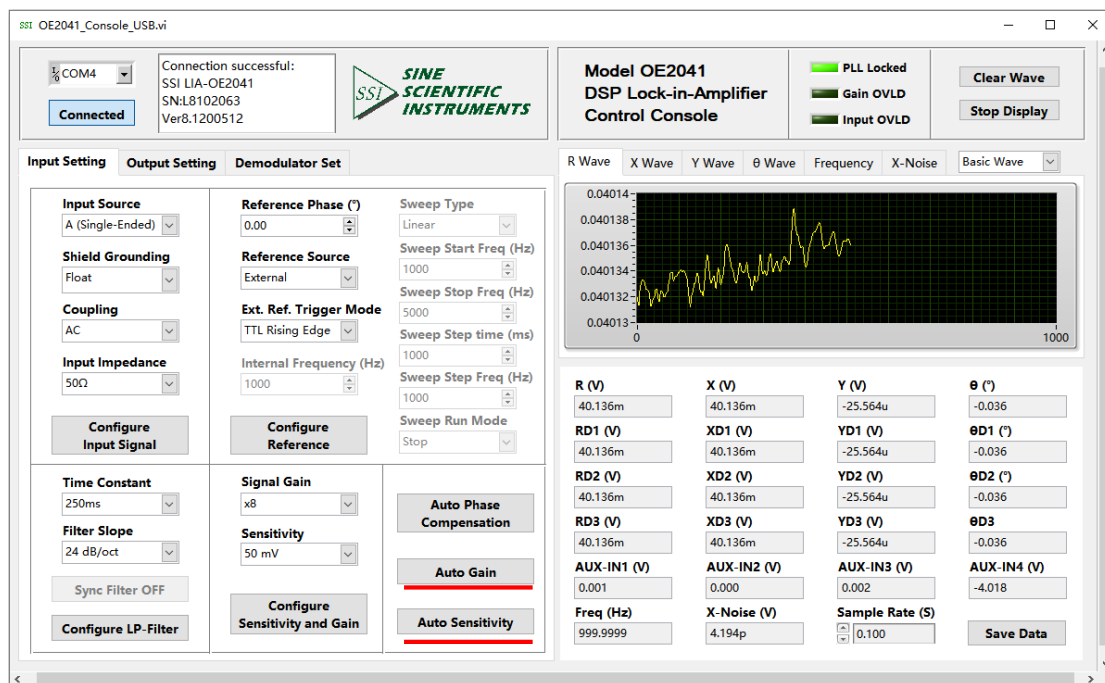 SSI OE2041_Console_USB.vi
I/O COM4
Connected
Connection successful:
SSI LIA-OE2041
SN:L8102063
Ver8.1200512
SSI
SINE
SCIENTIFIC
INSTRUMENTS
Model OE2041
DSP Lock-in-Amplifier
Control Console
PLL Locked
Gain OVLD
Input OVLD
Clear Wave
Stop Display
Input Setting Output Setting Demodulator Set
Input Source
A (Single-Ended)
Shield Grounding
Float
Coupling
AC
Input Impedance
50Ω
Configure
Input Signal
Reference Phase (°)
0.00
Reference Source
External
Ext. Ref. Trigger Mode
TTL Rising Edge
Internal Frequency (Hz)
1000
Configure
Reference
Sweep Type
Linear
Sweep Start Freq (Hz)
1000
Sweep Stop Freq (Hz)
5000
Sweep Step time (ms)
1000
Sweep Step Freq (Hz)
1000
Sweep Run Mode
Stop
Time Constant
250ms
Filter Slope
24 dB/oct
Sync Filter OFF
Configure LP-Filter
Signal Gain
x8
Sensitivity
50 mV
Configure
Sensitivity and Gain
Auto Phase
Compensation
Auto Gain
Auto Sensitivity
R Wave X Wave Y Wave θ Wave Frequency X-Noise Basic Wave
0.04014
0.040138
0.040136
0.040134
0.040132
0.04013
0 1000
R (V) X (V) Y (V) θ (°)
40.136m 40.136m -25.564u -0.036
RD1 (V) XD1 (V) YD1 (V) θD1 (°)
40.136m 40.136m -25.564u -0.036
RD2 (V) XD2 (V) YD2 (V) θD2 (°)
40.136m 40.136m -25.564u -0.036
RD3 (V) XD3 (V) YD3 (V) θD3
40.136m 40.136m -25.564u -0.036
AUX-IN1 (V) AUX-IN2 (V) AUX-IN3 (V) AUX-IN4 (V)
0.001 0.000 0.002 -4.018
Freq (Hz) X-Noise (V) Sample Rate (S)
999.9999 4.194p 0.100 Save Data